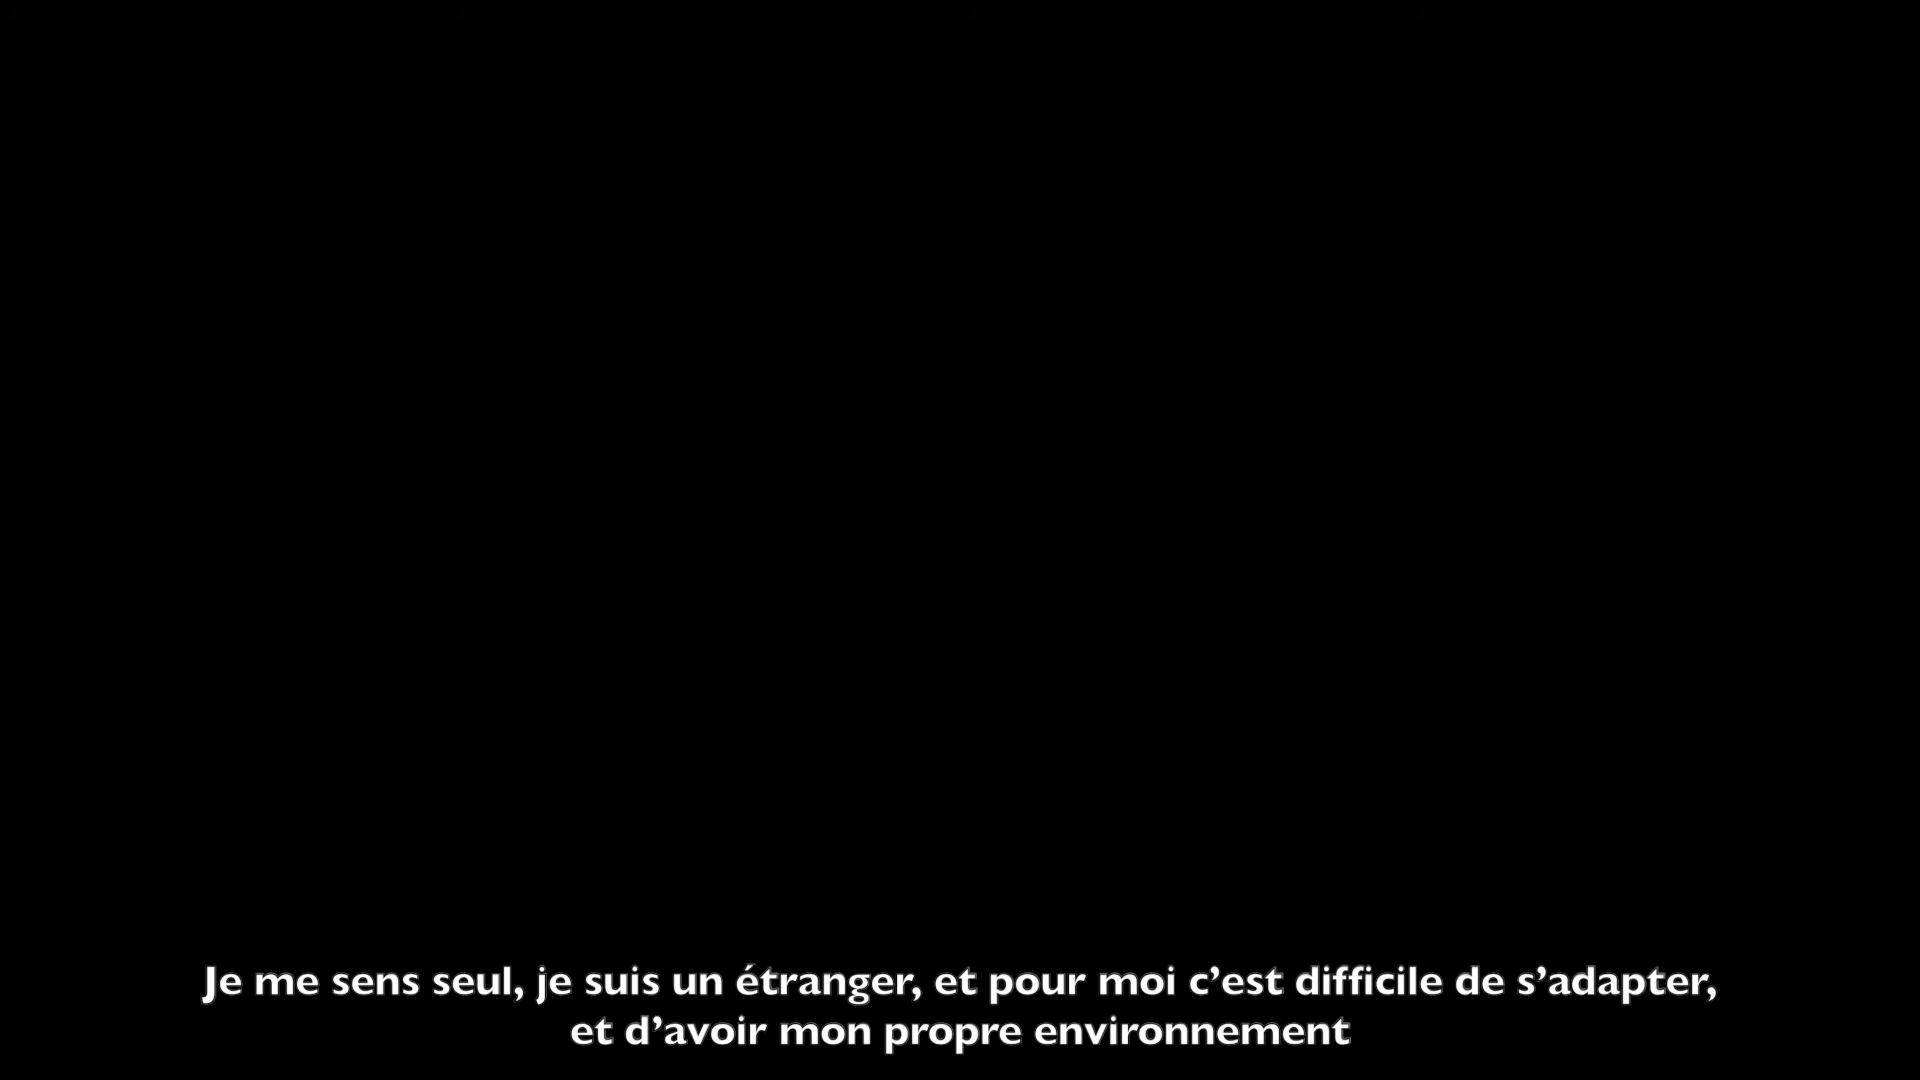 Je me sens seul, je suis un étranger, et pour moi c’est difficile de s’adapter,
et d’avoir mon propre environnement